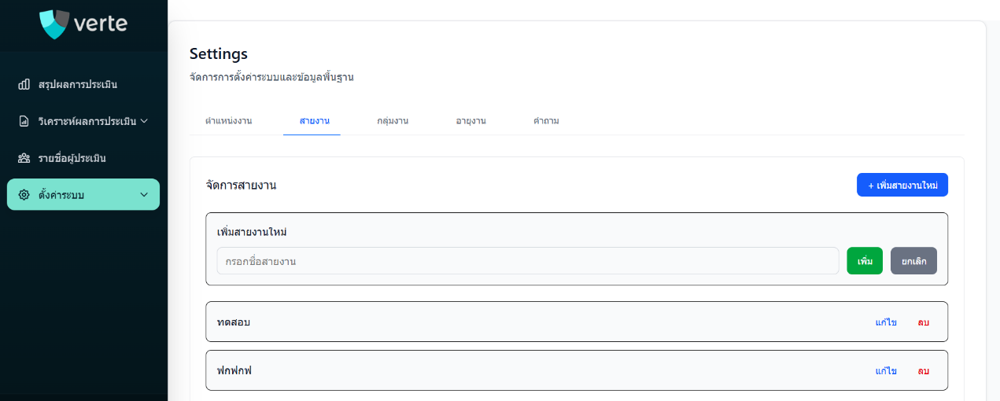 verte
สรุปผลการประเมิน
วิเคราะห์ผลการประเมิน
รายชื่อผู้ประเมิน
ตั้งค่าระบบ
Settings
จัดการการตั้งค่าระบบและข้อมูลพื้นฐาน
ตำแหน่งงาน สายงาน กลุ่มงาน อายุงาน คำถาม
จัดการสายงาน
+ เพิ่มสายงานใหม่
เพิ่มสายงานใหม่
กรอกชื่อสายงาน เพิ่ม ยกเลิก
ทดสอบ แก้ไข ลบ
ฟกฟกฟ แก้ไข ลบ